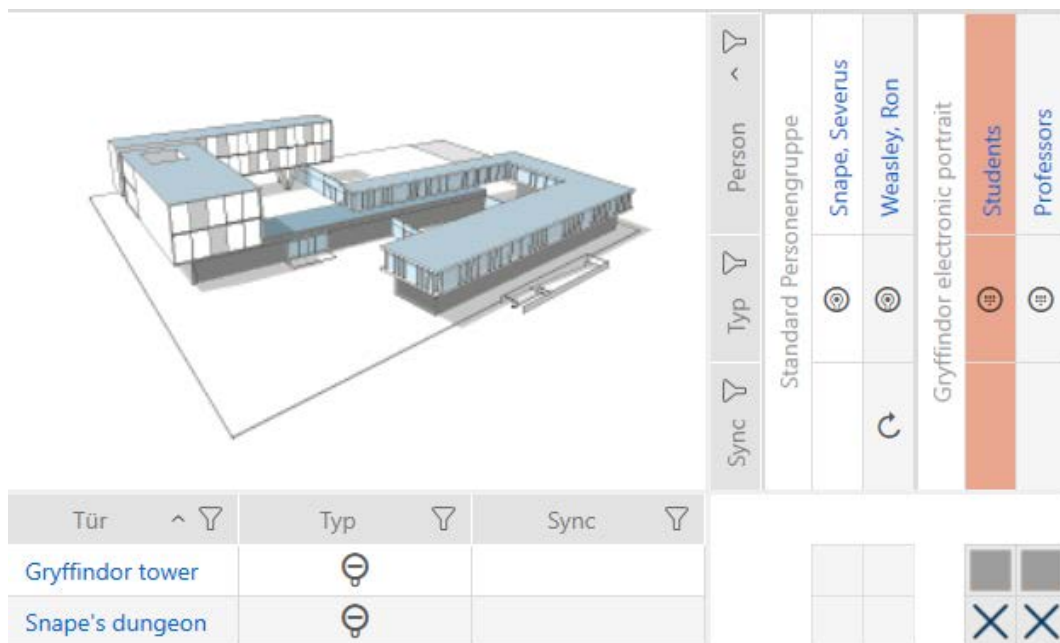 Person
Typ
Sync
Standard Personengruppe
Snape, Severus
Weasley, Ron
Gryffindor electronic portrait
Students
Professors
Tür
Typ
Sync
Gryffindor tower
Snape's dungeon